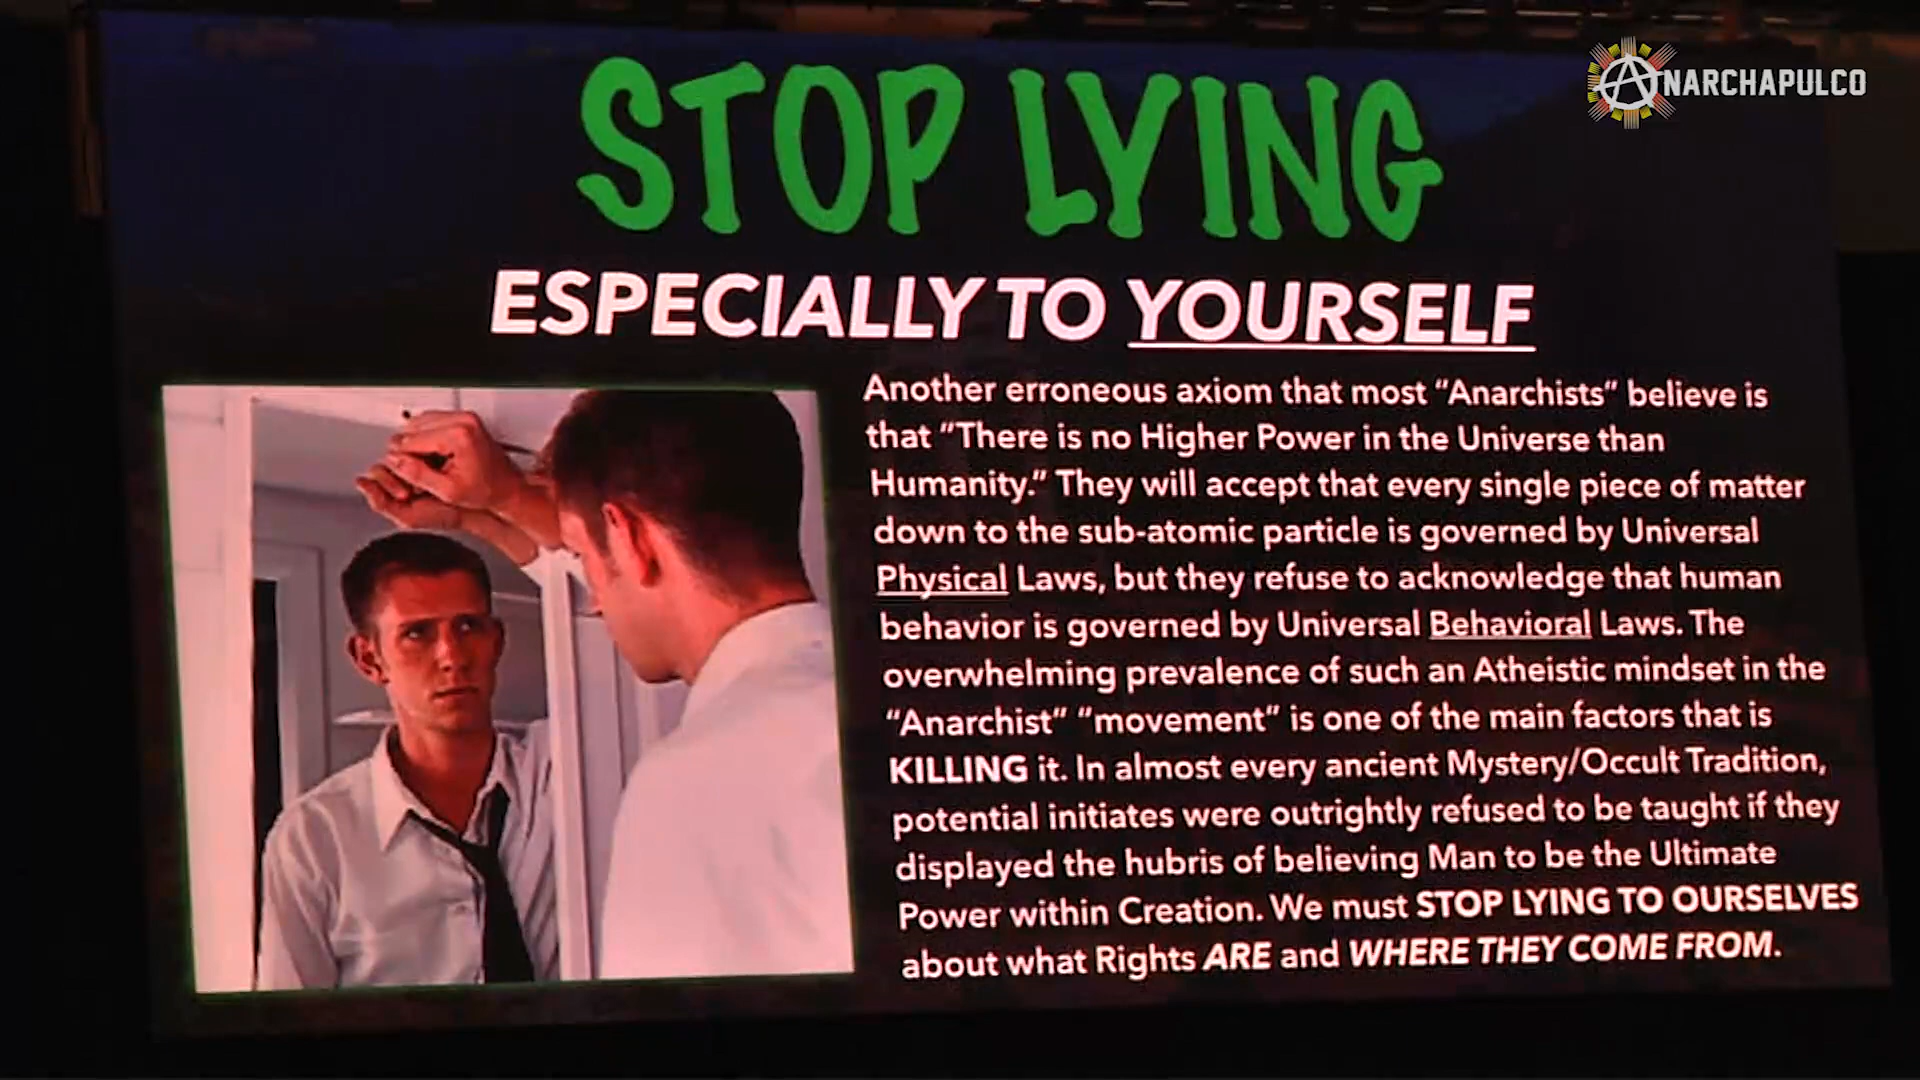 ANARCHAPULCO
STOP LYING
ESPECIALLY TO YOURSELF
Another erroneous axiom that most “Anarchists” believe is
that “There is no Higher Power in the Universe than
Humanity.” They will accept that every single piece of matter
down to the sub-atomic particle is governed by Universal
Physical Laws, but they refuse to acknowledge that human
behavior is governed by Universal Behavioral Laws. The
overwhelming prevalence of such an Atheistic mindset in the
“Anarchist” “movement” is one of the main factors that is
KILLING it. In almost every ancient Mystery/Occult Tradition,
potential initiates were outrightly refused to be taught if they
displayed the hubris of believing Man to be the Ultimate
Power within Creation. We must STOP LYING TO OURSELVES
about what Rights ARE and WHERE THEY COME FROM.